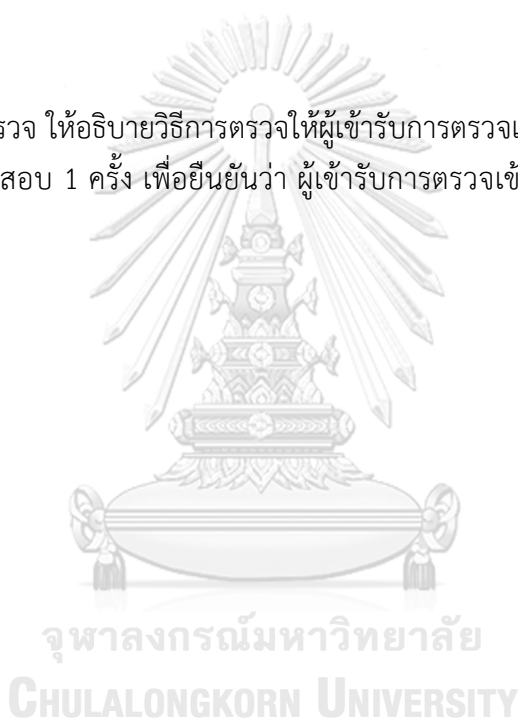 รวจ ให้อธิบายวิธีการตรวจให้ผู้เข้ารับการตรวจเ
สอบ 1 ครั้ง เพื่อยืนยันว่า ผู้เข้ารับการตรวจเข้
จุฬาลงกรณ์มหาวิทยาลัย
CHULALONGKORN UNIVERSITY